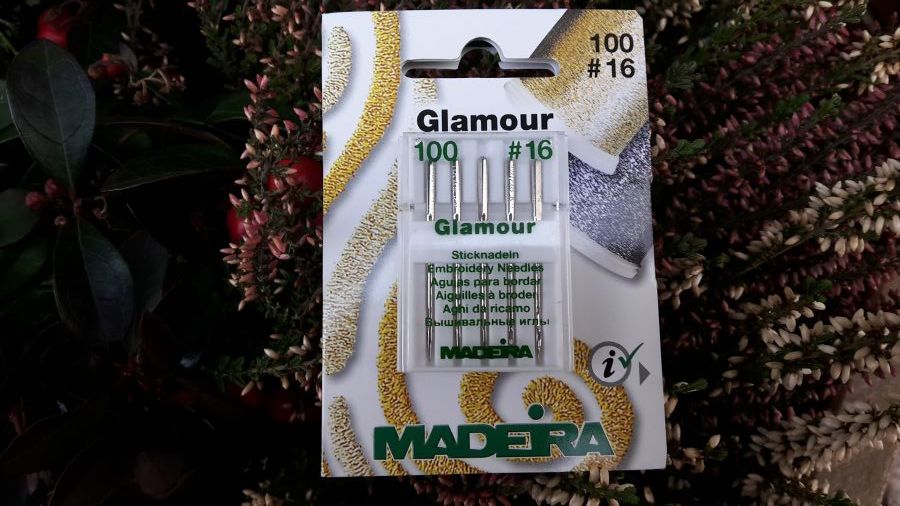 100
#16
Glamour
100 #16
Glamour
Sticknadeln
Embroidery Needles
Agujas para bordar
Aiguilles à broder
Aghi da ricamo
Вышивальные иглы
MADEIRA
i
MADEIRA